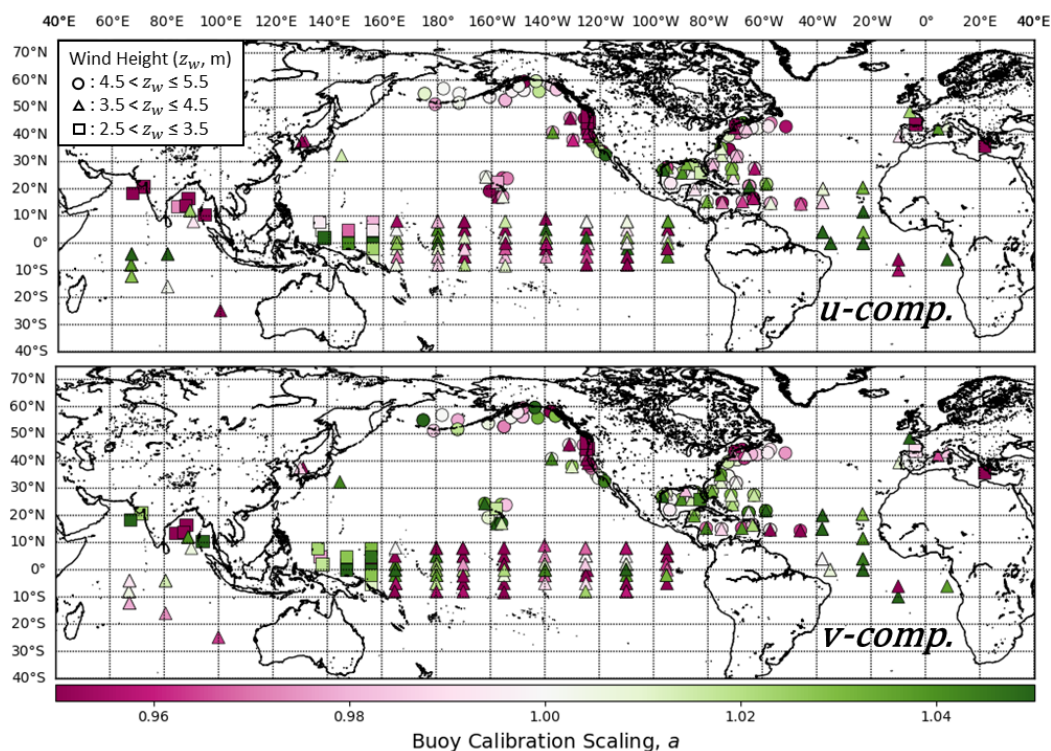 40°E 60°E 80°E 100°E 120°E 140°E 160°E 180° 160°W 140°W 120°W 100°W 80°W 60°W 40°W 20°W 0° 20°E 40°E
70°N
60°N
50°N
40°N
30°N
20°N
10°N
0°
10°S
20°S
30°S
40°S
Wind Height (z_w, m)
○ : 4.5 < z_w ≤ 5.5
△ : 3.5 < z_w ≤ 4.5
□ : 2.5 < z_w ≤ 3.5
u-comp.
70°N
60°N
50°N
40°N
30°N
20°N
10°N
0°
10°S
20°S
30°S
40°S
v-comp.
0.96 0.98 1.00 1.02 1.04
Buoy Calibration Scaling, a